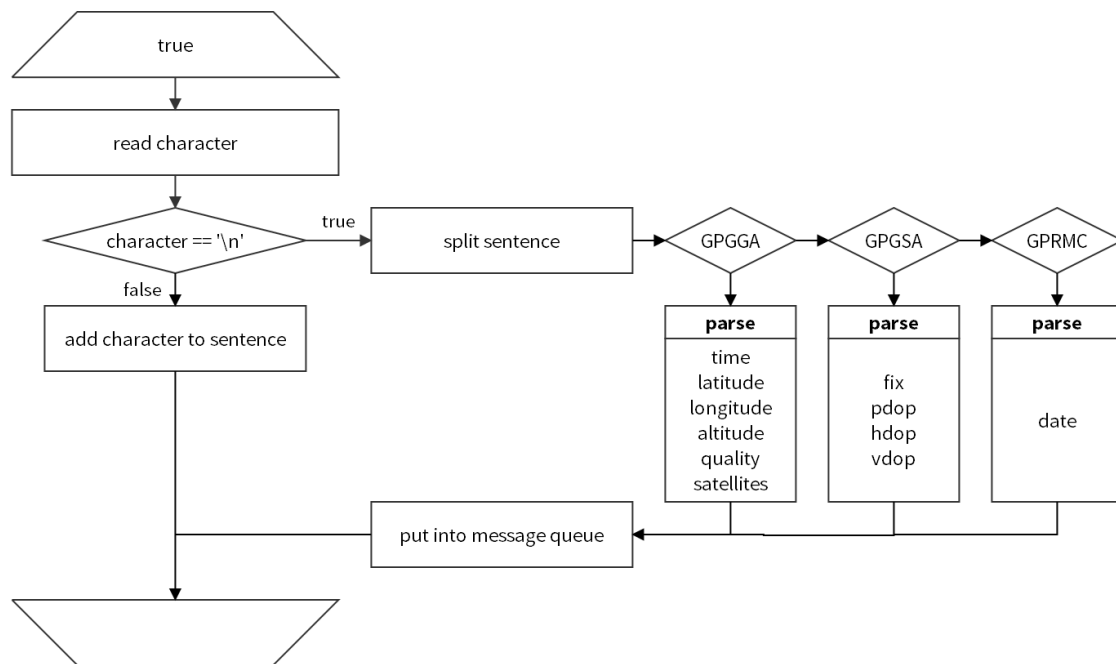 true
read character
character == '\n'
true
split sentence
GPGGA
GPGSA
GPRMC
false
add character to sentence
parse
time
latitude
longitude
altitude
quality
satellites
parse
fix
pdop
hdop
vdop
parse
date
put into message queue